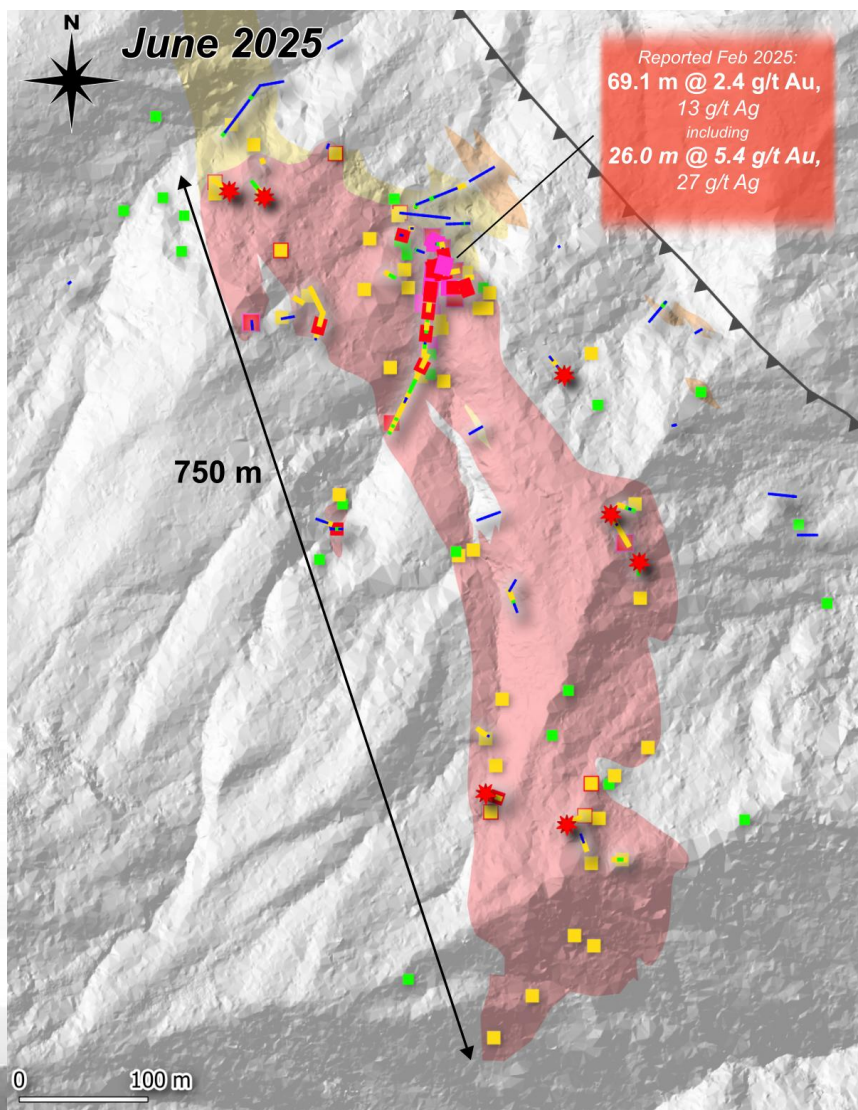 N
June 2025
Reported Feb 2025:
69.1 m @ 2.4 g/t Au,
13 g/t Ag
including
26.0 m @ 5.4 g/t Au,
27 g/t Ag
750 m
0 100 m